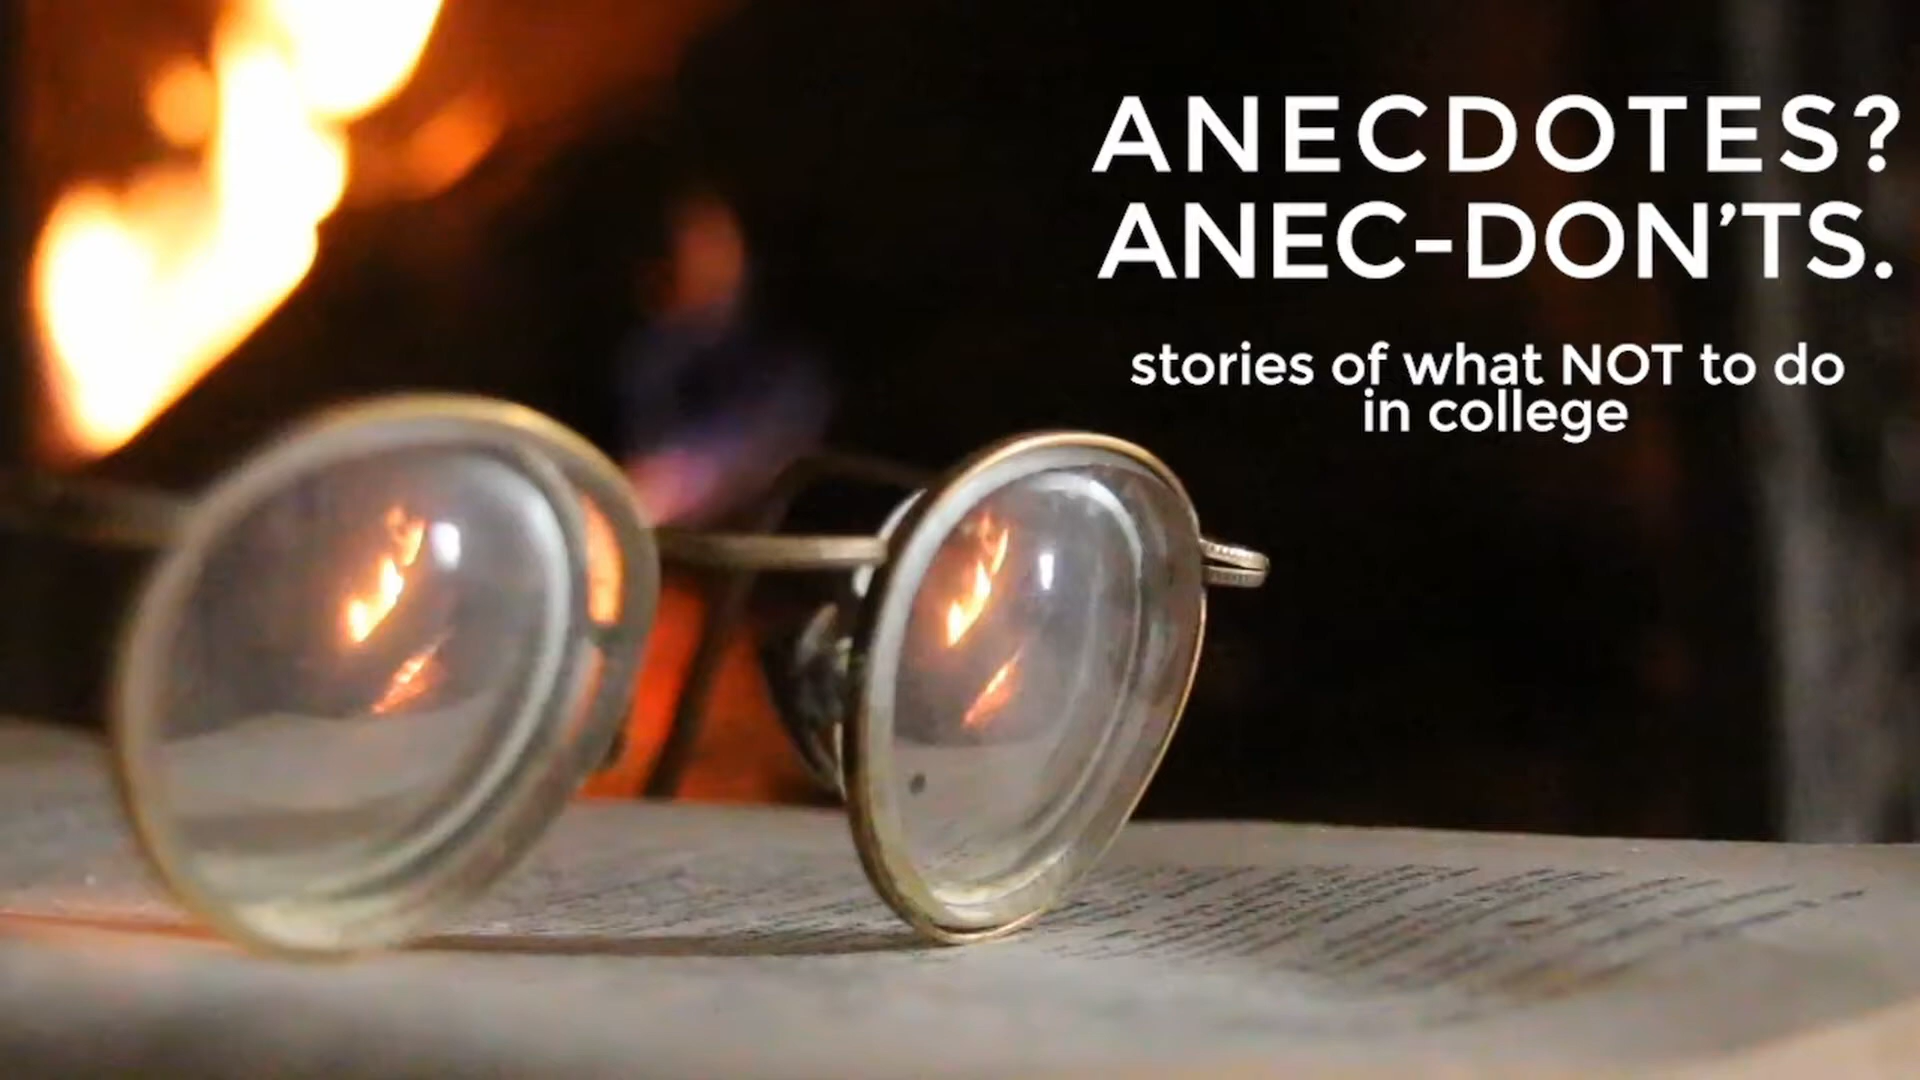 ANECDOTES?
ANEC-DON'TS.
stories of what NOT to do
in college